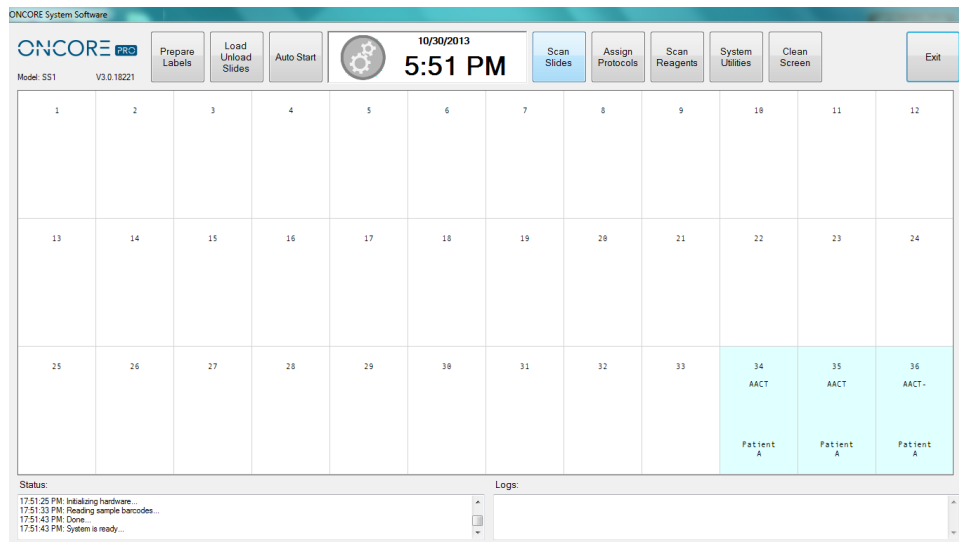 ONCORE System Software
ONCORE PRO
Model: SS1 V3.0.18221
Prepare
Labels
Load
Unload
Slides
Auto Start
10/30/2013
5:51 PM
Scan
Slides
Assign
Protocols
Scan
Reagents
System
Utilities
Clean
Screen
Exit
1 2 3 4 5 6 7 8 9 10 11 12
13 14 15 16 17 18 19 20 21 22 23 24
25 26 27 28 29 30 31 32 33 34 35 36
AACT AACT AACT-
Patient Patient Patient
A A A
Status:
17:51:25 PM: Initializing hardware...
17:51:33 PM: Reading sample barcodes...
17:51:43 PM: Done...
17:51:43 PM: System is ready...
Logs: